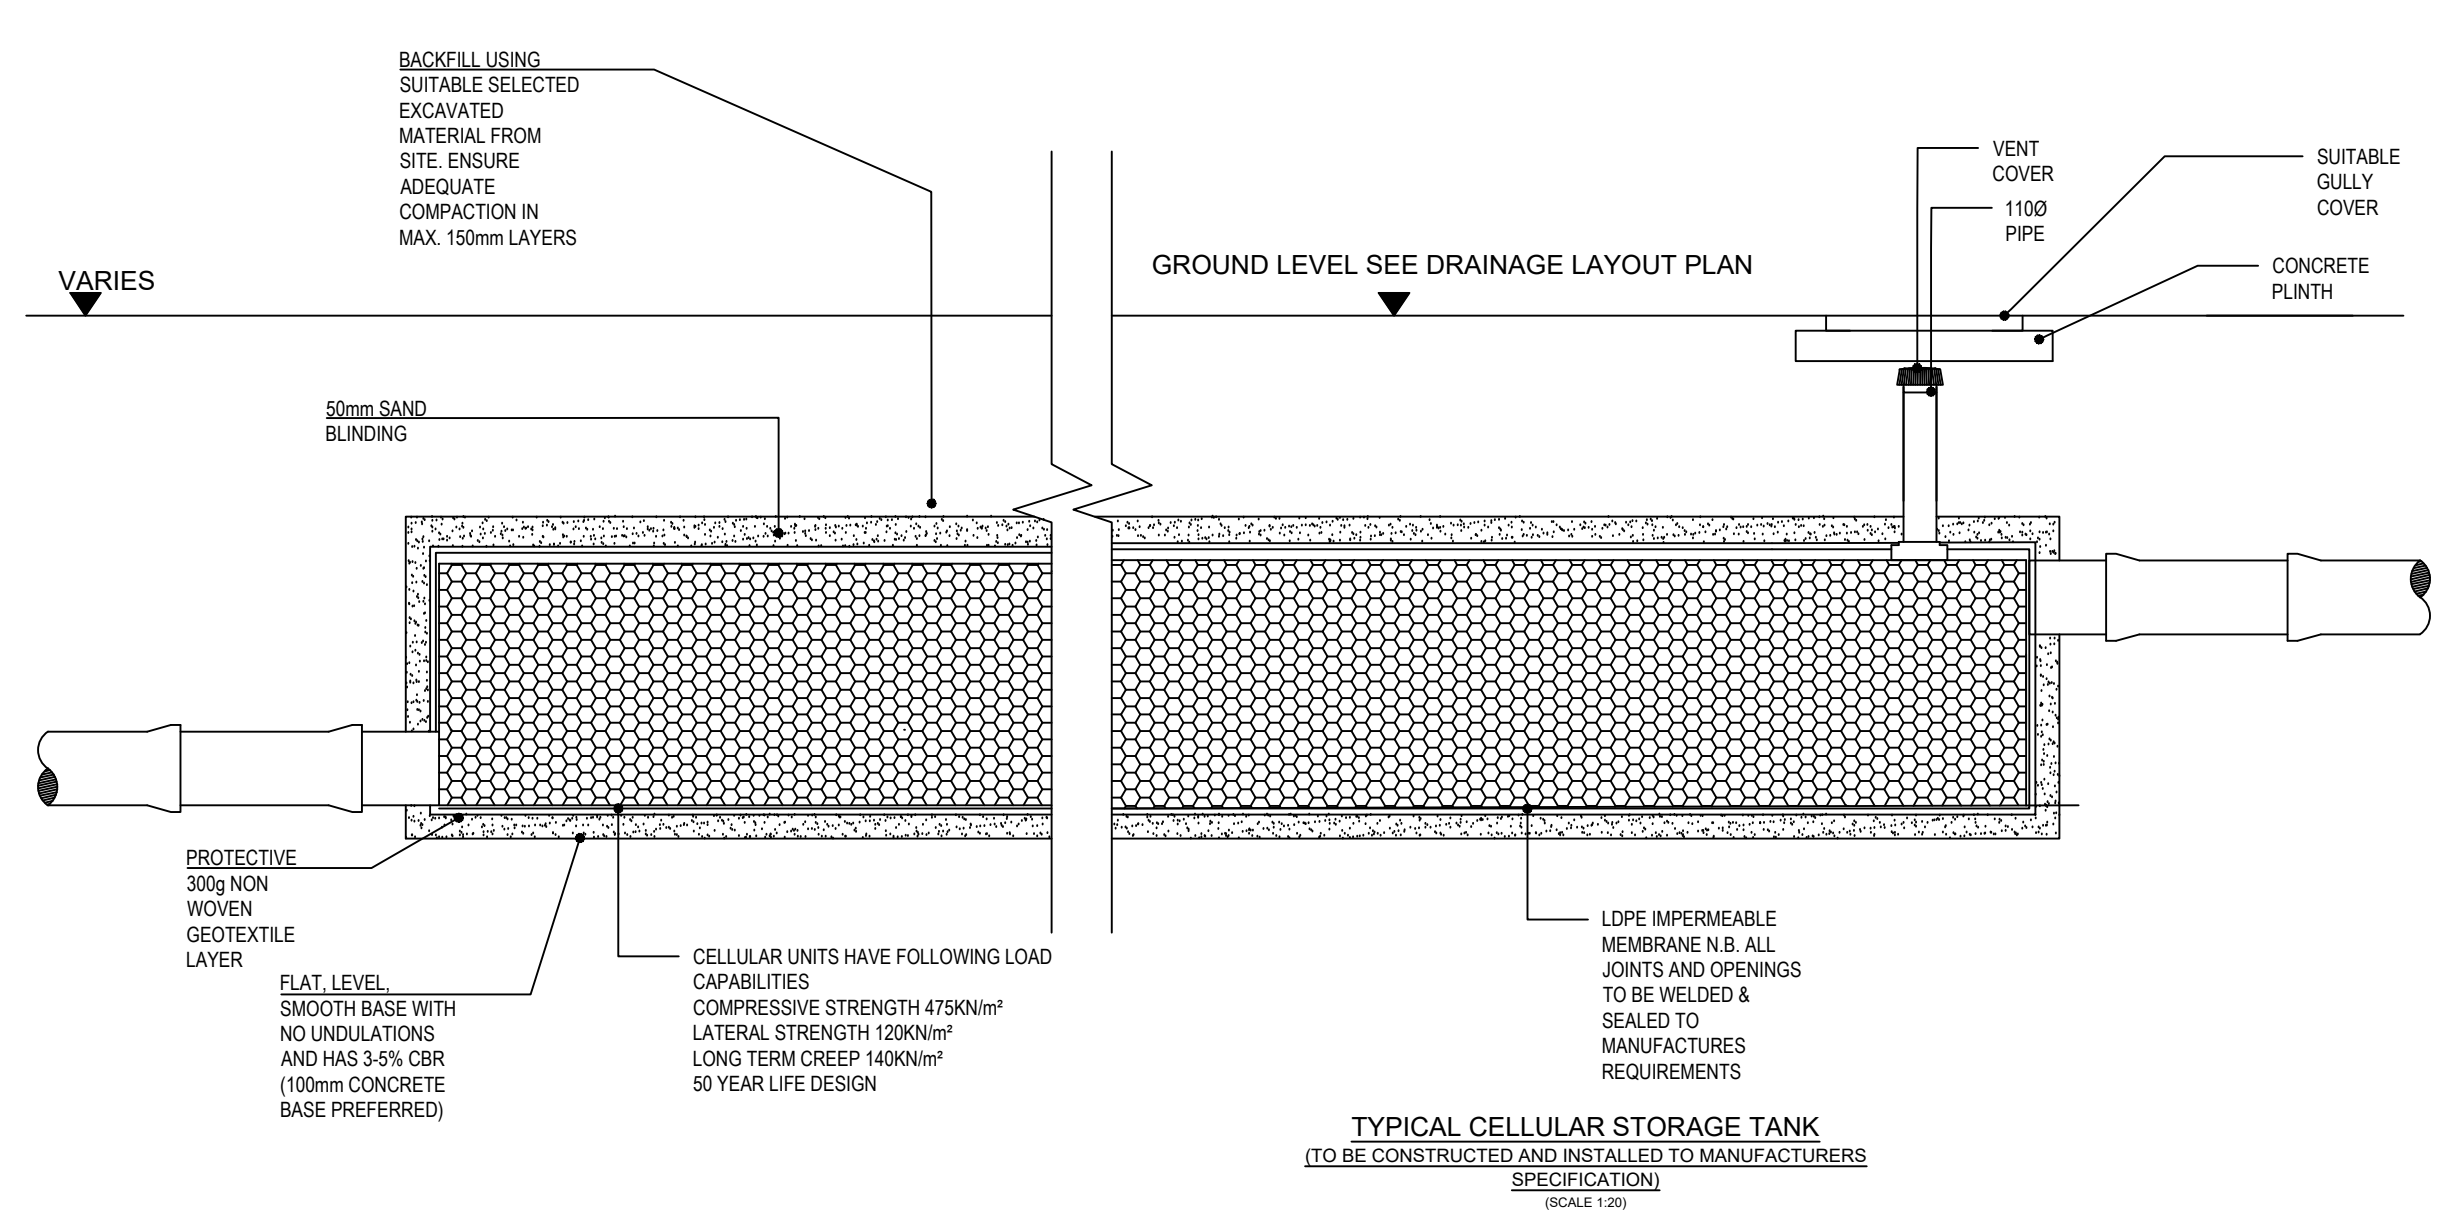 BACKFILL USING
SUITABLE SELECTED
EXCAVATED
MATERIAL FROM
SITE. ENSURE
ADEQUATE
COMPACTION IN
MAX. 150mm LAYERS
VENT
COVER
110Ø
PIPE
SUITABLE
GULLY
COVER
CONCRETE
PLINTH
VARIES
GROUND LEVEL SEE DRAINAGE LAYOUT PLAN
50mm SAND
BLINDING
PROTECTIVE
300g NON
WOVEN
GEOTEXTILE
LAYER
FLAT, LEVEL,
SMOOTH BASE WITH
NO UNDULATIONS
AND HAS 3-5% CBR
(100mm CONCRETE
BASE PREFERRED)
CELLULAR UNITS HAVE FOLLOWING LOAD
CAPABILITIES
COMPRESSIVE STRENGTH 475KN/m²
LATERAL STRENGTH 120KN/m²
LONG TERM CREEP 140KN/m²
50 YEAR LIFE DESIGN
LDPE IMPERMEABLE
MEMBRANE N.B. ALL
JOINTS AND OPENINGS
TO BE WELDED &
SEALED TO
MANUFACTURES
REQUIREMENTS
TYPICAL CELLULAR STORAGE TANK
(TO BE CONSTRUCTED AND INSTALLED TO MANUFACTURERS
SPECIFICATION)
(SCALE 1:20)